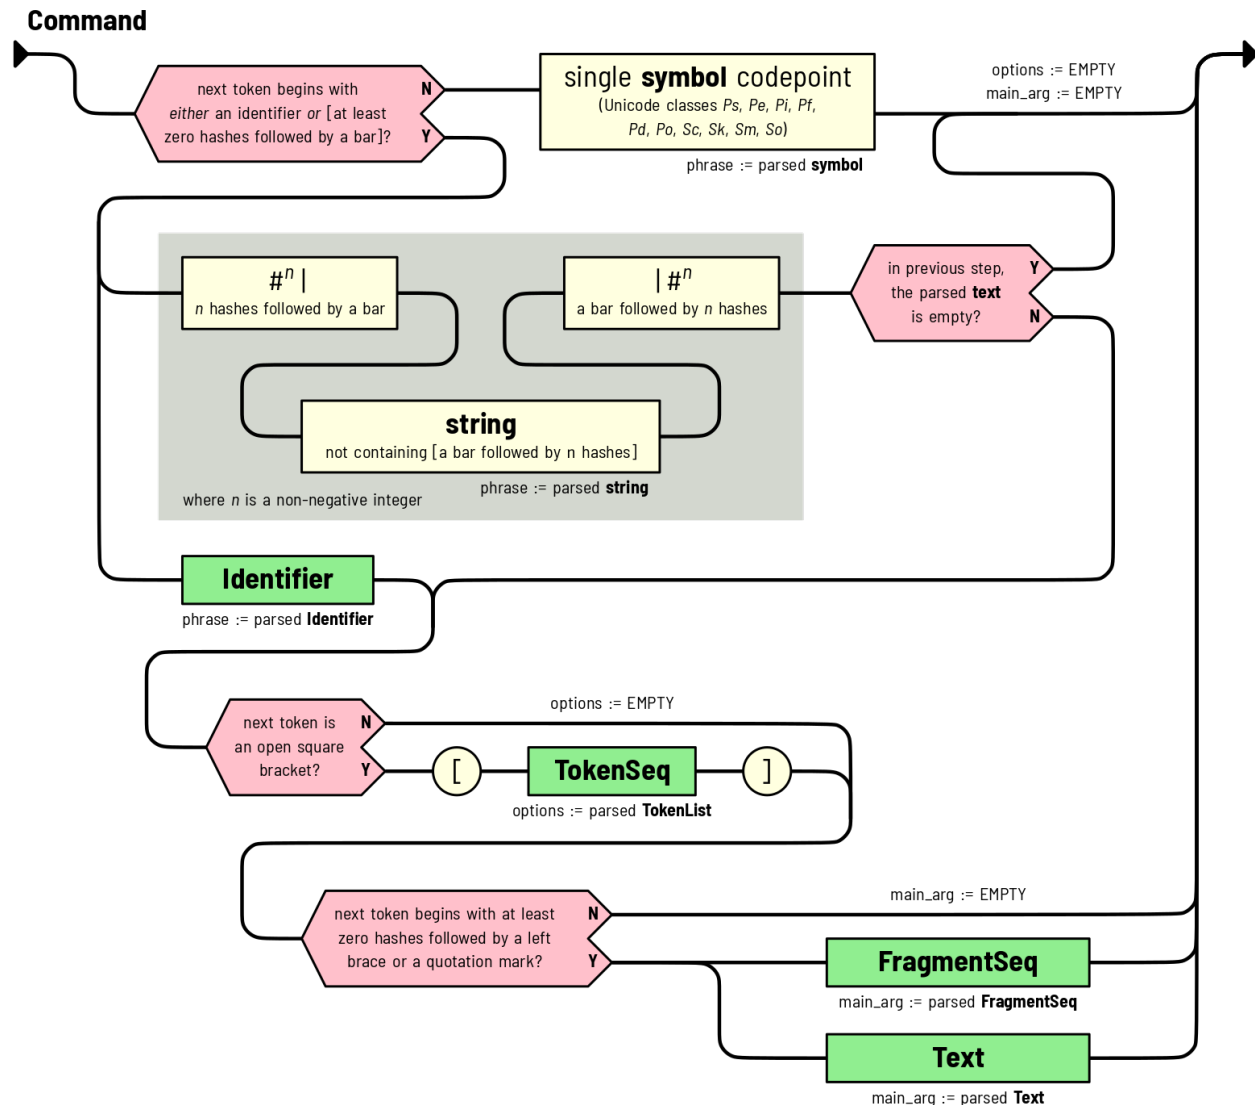 Command
next token begins with
either an identifier or [at least
zero hashes followed by a bar]?
N
Y
single symbol codepoint
(Unicode classes Ps, Pe, Pi, Pf,
Pd, Po, Sc, Sk, Sm, So)
phrase := parsed symbol
options := EMPTY
main_arg := EMPTY
#n |
n hashes followed by a bar
| #n
a bar followed by n hashes
string
not containing [a bar followed by n hashes]
phrase := parsed string
where n is a non-negative integer
in previous step,
the parsed text
is empty?
Y
N
Identifier
phrase := parsed Identifier
next token is
an open square
bracket?
N
Y
options := EMPTY
[
TokenSeq
]
options := parsed TokenList
next token begins with at least
zero hashes followed by a left
brace or a quotation mark?
N
Y
main_arg := EMPTY
FragmentSeq
main_arg := parsed FragmentSeq
Text
main_arg := parsed Text